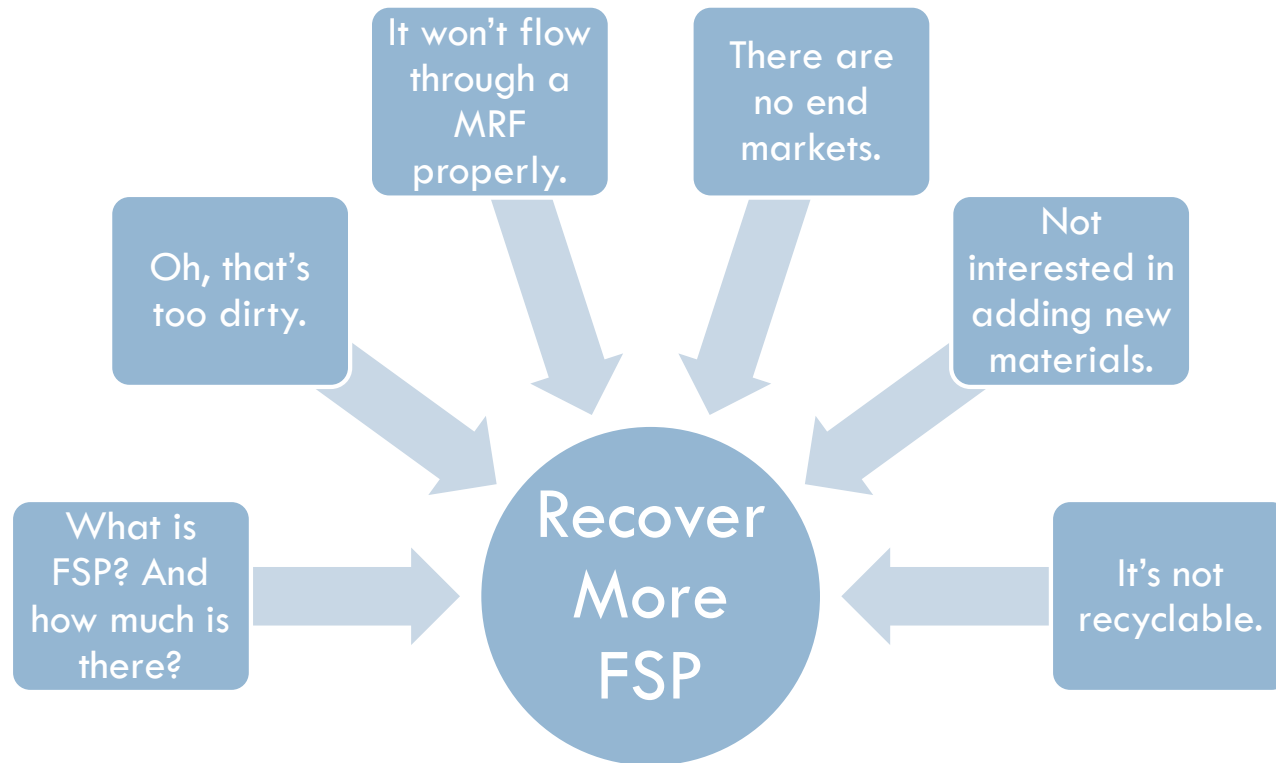 It won’t flow
through a
MRF
properly.
There are
no end
markets.
Oh, that’s
too dirty.
Not
interested in
adding new
materials.
What is
FSP? And
how much is
there?
Recover
More
FSP
It’s not
recyclable.